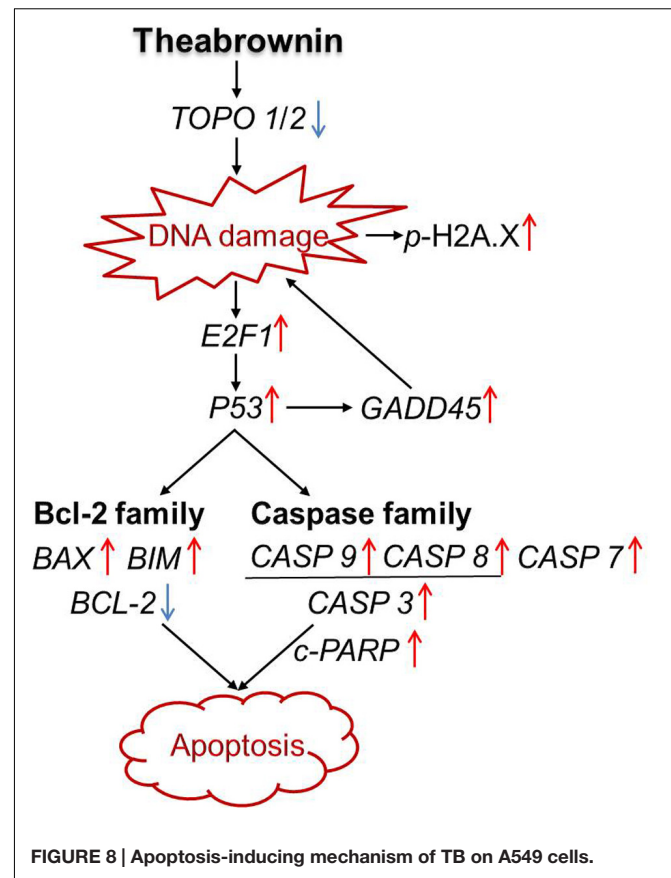 Theabrownin
TOPO 1/2
DNA damage
p-H2A.X
E2F1
P53
GADD45
Bcl-2 family
Caspase family
BAX BIM
CASP 9 CASP 8 CASP 7
BCL-2
CASP 3
c-PARP
Apoptosis
FIGURE 8 | Apoptosis-inducing mechanism of TB on A549 cells.